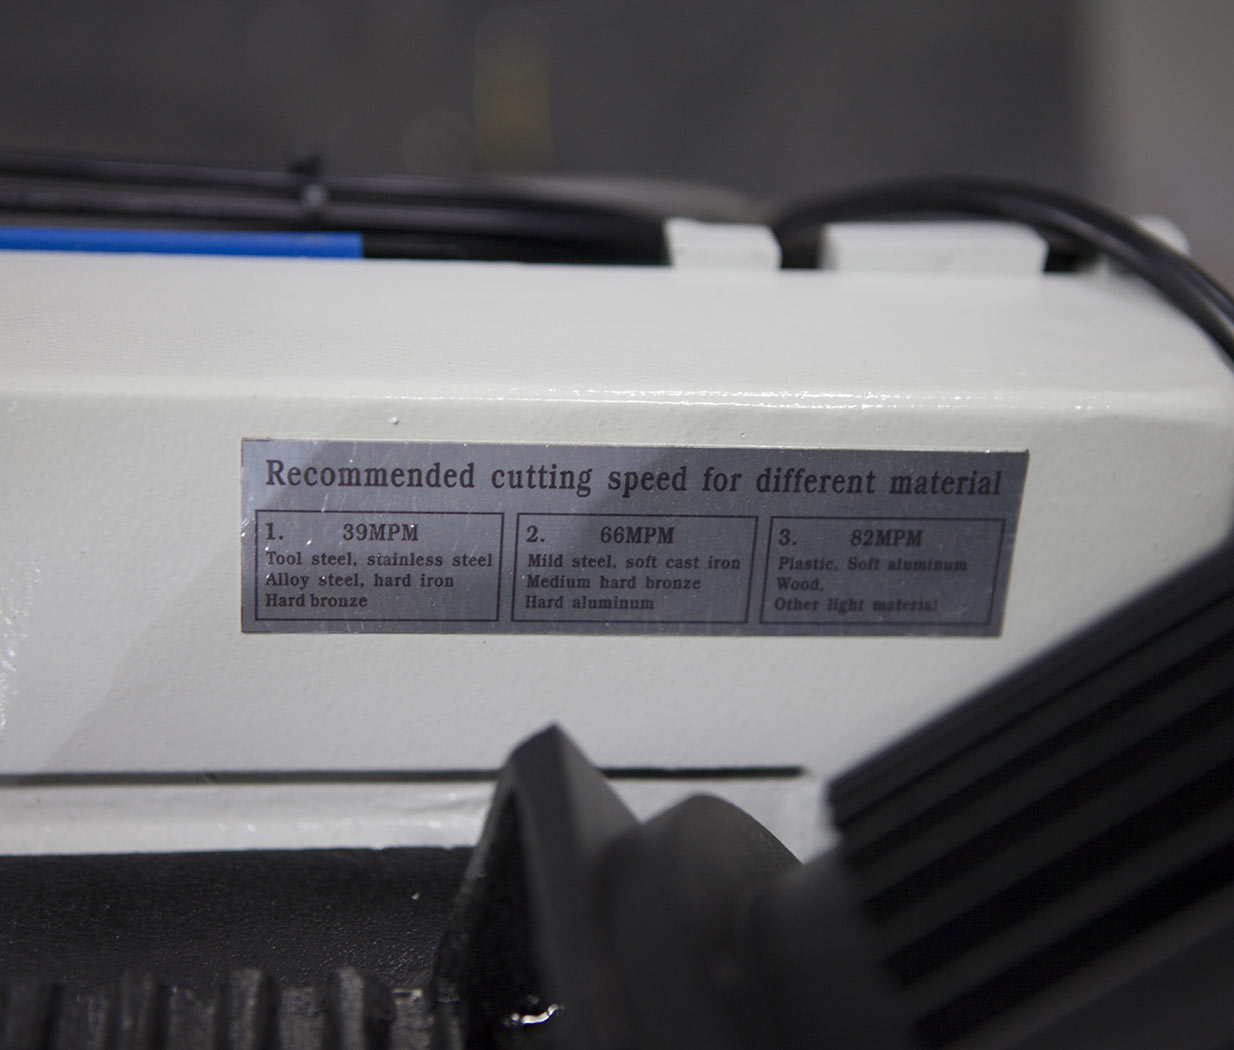 Recommended cutting speed for different material
1. 39MPM
Tool steel, stainless steel
Alloy steel, hard iron
Hard bronze
2. 66MPM
Mild steel, soft cast iron
Medium hard bronze
Hard aluminum
3. 82MPM
Plastic, Soft aluminum
Wood,
Other light material